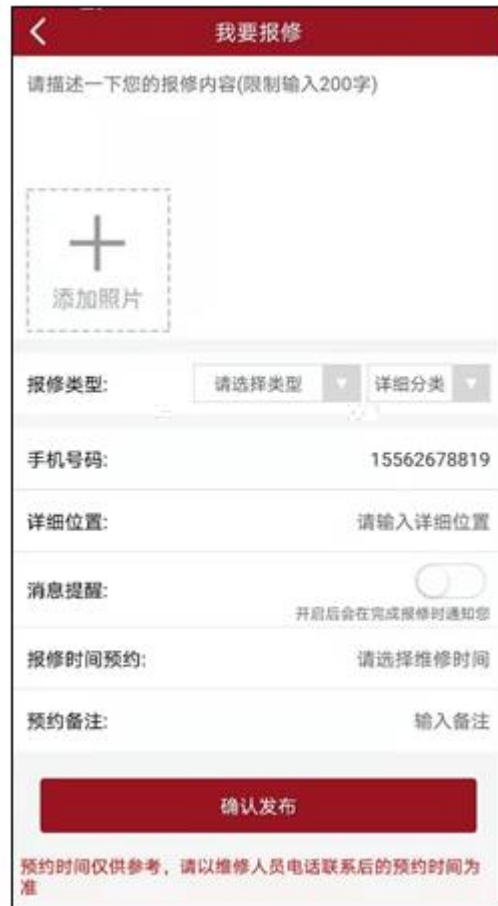 我要报修
请描述一下您的报修内容(限制输入200字)
添加照片
报修类型: 请选择类型 详细分类
手机号码: 15562678819
详细位置: 请输入详细位置
消息提醒:
开启后会在完成报修时通知您
报修时间预约: 请选择维修时间
预约备注: 输入备注
确认发布
预约时间仅供参考，请以维修人员电话联系后的预约时间为
准